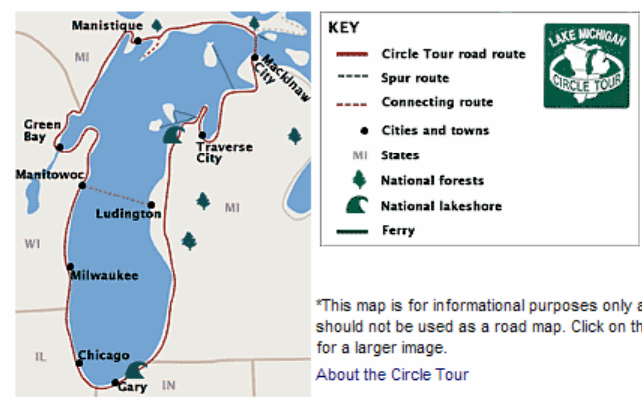 Manistique
MI
Mackinaw
City
Green
Bay
Traverse
City
Manitowoc
Ludington
MI
WI
Milwaukee
IL
Chicago
Gary
IN
KEY
Circle Tour road route
Spur route
Connecting route
Cities and towns
MI States
National forests
National lakeshore
Ferry
LAKE MICHIGAN
CIRCLE TOUR
*This map is for informational purposes only a
should not be used as a road map. Click on th
for a larger image.
About the Circle Tour